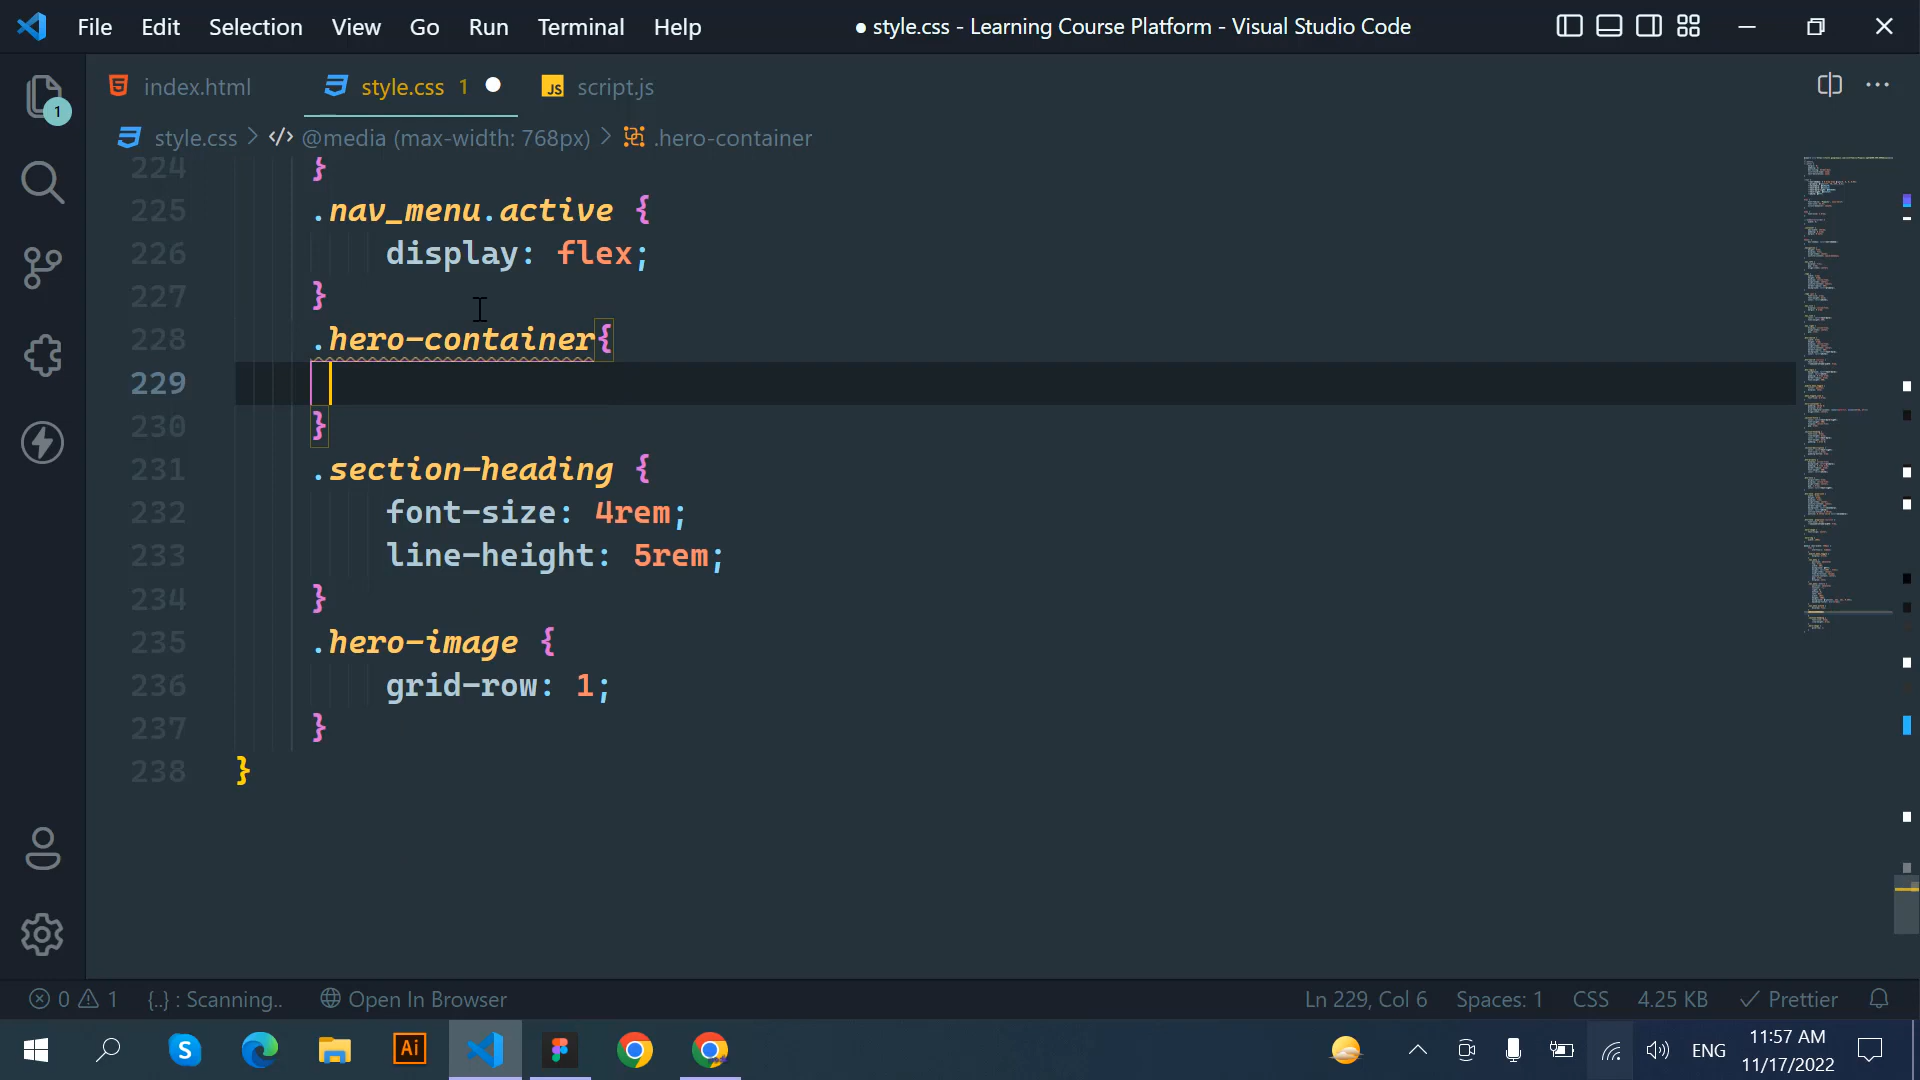 File Edit Selection View Go Run Terminal Help
● style.css - Learning Course Platform - Visual Studio Code
index.html
style.css 1
JS script.js
1
style.css > </> @media (max-width: 768px) > .hero-container
224 }
225 .nav_menu.active {
226 display: flex;
227 }
228 .hero-container{
229
230 }
231 .section-heading {
232 font-size: 4rem;
233 line-height: 5rem;
234 }
235 .hero-image {
236 grid-row: 1;
237 }
238 }
0 1 {..} : Scanning.. Open In Browser
Ln 229, Col 6 Spaces: 1 CSS 4.25 KB ✓ Prettier
S Ai ENG
11:57 AM
11/17/2022